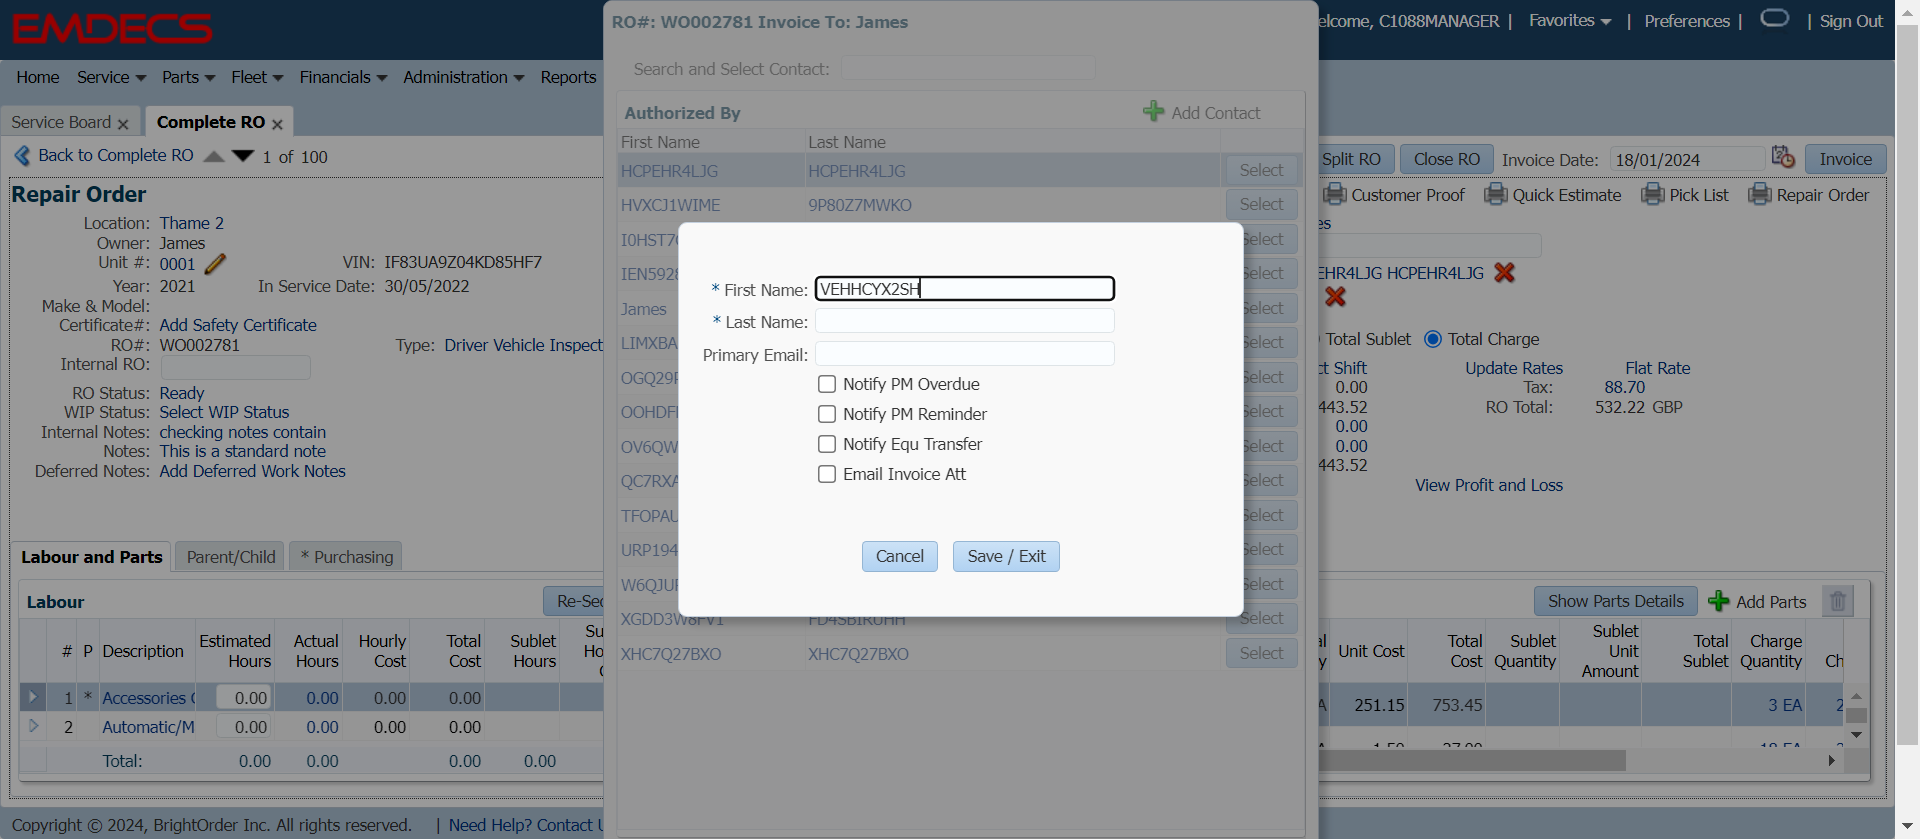 EMDECS
RO#: WO002781 Invoice To: James
elcome, C1088MANAGER | Favorites | Preferences | | Sign Out
Home Service Parts Fleet Financials Administration Reports
Search and Select Contact:
Service Board x Complete RO x
Authorized By Add Contact
First Name Last Name
Back to Complete RO 1 of 100
Split RO Close RO Invoice Date: 18/01/2024 Invoice
HCPEHR4LJG HCPEHR4LJG Select
Repair Order
Customer Proof Quick Estimate Pick List Repair Order
HVXCJ1WIME 9P80Z7MWKO Select
Location: Thame 2
Owner: James
Unit #: 0001 VIN: IF83UA9Z04KD85HF7
Year: 2021 In Service Date: 30/05/2022
Make & Model:
Certificate#: Add Safety Certificate
RO#: WO002781 Type: Driver Vehicle Inspect
Internal RO:
RO Status: Ready
WIP Status: Select WIP Status
Internal Notes: checking notes contain
Notes: This is a standard note
Deferred Notes: Add Deferred Work Notes
I0HST7 Select
IEN5928 Select
James Select
LIMXBA Select
OGQ29 Select
OOHDF Select
OV6QW Select
QC7RXA Select
TFOPAU Select
URP194 Select
W6QJU Select
XGDD3W8FV1 FD4SBIRUHH Select
XHC7Q27BXO XHC7Q27BXO Select
* First Name: VEHHCYX2SH
* Last Name:
Primary Email:
Notify PM Overdue
Notify PM Reminder
Notify Equ Transfer
Email Invoice Att
Cancel Save / Exit
es
EHR4LJG HCPEHR4LJG
Total Sublet Total Charge
ct Shift Update Rates Flat Rate
0.00 Tax: 88.70
443.52 RO Total: 532.22 GBP
0.00
0.00
443.52
View Profit and Loss
Labour and Parts Parent/Child * Purchasing
Labour Re-Sec
# P Description Estimated Hours Actual Hours Hourly Cost Total Cost Sublet Hours
1 * Accessories 0.00 0.00 0.00 0.00
2 Automatic/M 0.00 0.00 0.00 0.00
Total: 0.00 0.00 0.00 0.00
Show Parts Details Add Parts
Unit Cost Total Cost Sublet Quantity Sublet Unit Amount Total Sublet Charge Quantity Ch
251.15 753.45 3 EA 2
Copyright © 2024, BrightOrder Inc. All rights reserved. | Need Help? Contact U